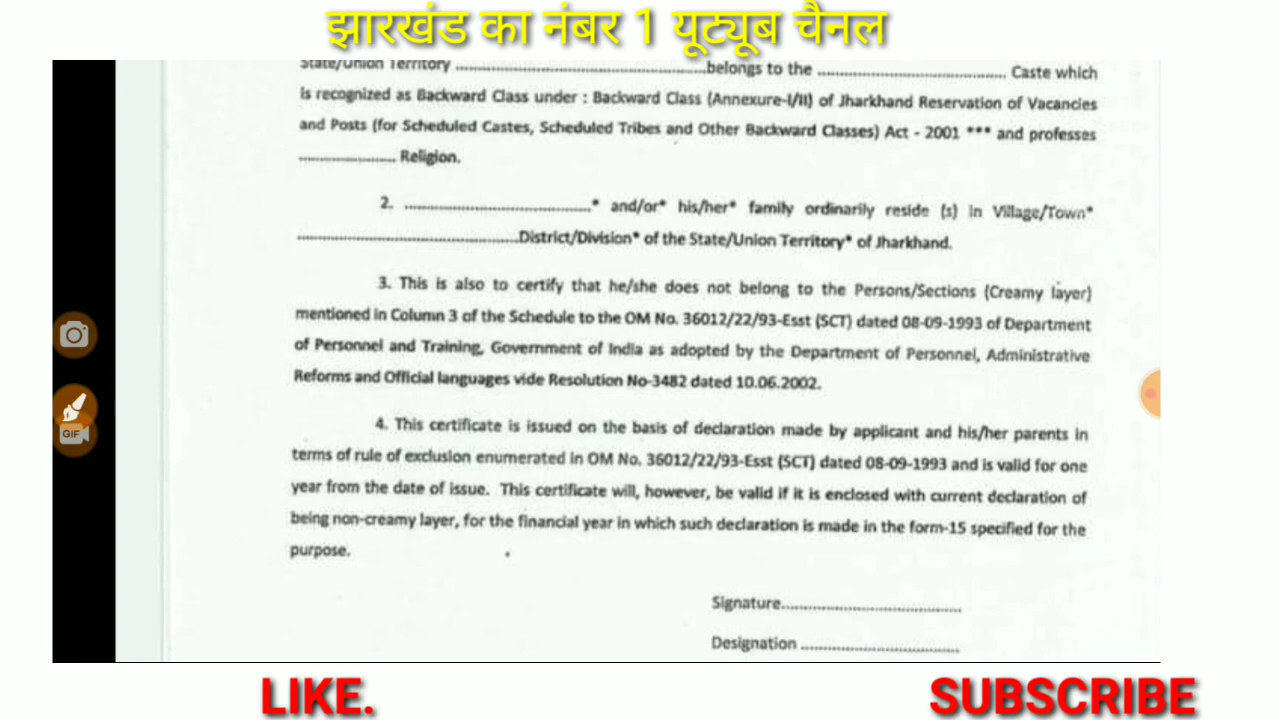 झारखंड का नंबर 1 यूट्यूब चैनल
State/Union Territory ............................................................belongs to the ............................................. Caste which
is recognized as Backward Class under : Backward Class (Annexure-I/II) of Jharkhand Reservation of Vacancies
and Posts (for Scheduled Castes, Scheduled Tribes and Other Backward Classes) Act - 2001 *** and professes
....................... Religion.
2. .............................................* and/or* his/her* family ordinarily reside (s) in Village/Town*
.....................................................District/Division* of the State/Union Territory* of Jharkhand.
3. This is also to certify that he/she does not belong to the Persons/Sections (Creamy layer)
mentioned in Column 3 of the Schedule to the OM No. 36012/22/93-Esst (SCT) dated 08-09-1993 of Department
of Personnel and Training, Government of India as adopted by the Department of Personnel, Administrative
Reforms and Official languages vide Resolution No-3482 dated 10.06.2002.
4. This certificate is issued on the basis of declaration made by applicant and his/her parents in
terms of rule of exclusion enumerated in OM No. 36012/22/93-Esst (SCT) dated 08-09-1993 and is valid for one
GIF
year from the date of issue. This certificate will, however, be valid if it is enclosed with current declaration of
being non-creamy layer, for the financial year in which such declaration is made in the form-15 specified for the
purpose.
Signature...........................................
Designation ......................................
LIKE.
SUBSCRIBE